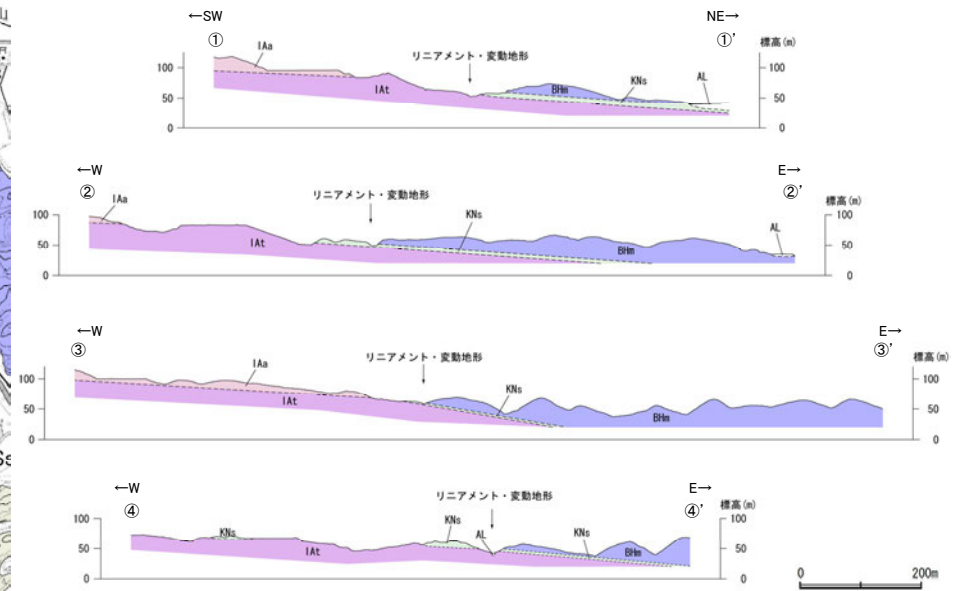 ←SW NE→
① ①’ 標高(m)
IAa
リニアメント・変動地形
100 IAt BHm KNs AL 100
50 50
0 0
←W E→
② ②’
IAa リニアメント・変動地形 KNs 標高(m)
100 AL 100
50 IAt BHm 50
0 0
←W E→
③ ③’
リニアメント・変動地形 標高(m)
IAa
100 KNs 100
IAt
50 BHm 50
0 0
←W E→
リニアメント・変動地形
④ ④’ 標高(m)
100 KNs KNs AL KNs 100
50 IAt BHm 50
0 0
0 200m